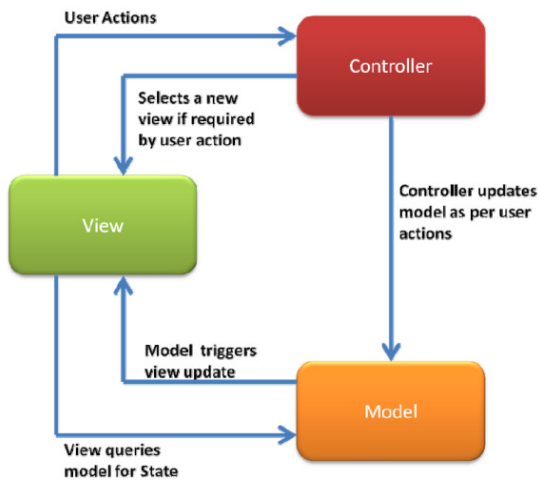 User Actions
Controller
Selects a new
view if required
by user action
Controller updates
model as per user
actions
View
Model triggers
view update
Model
View queries
model for State